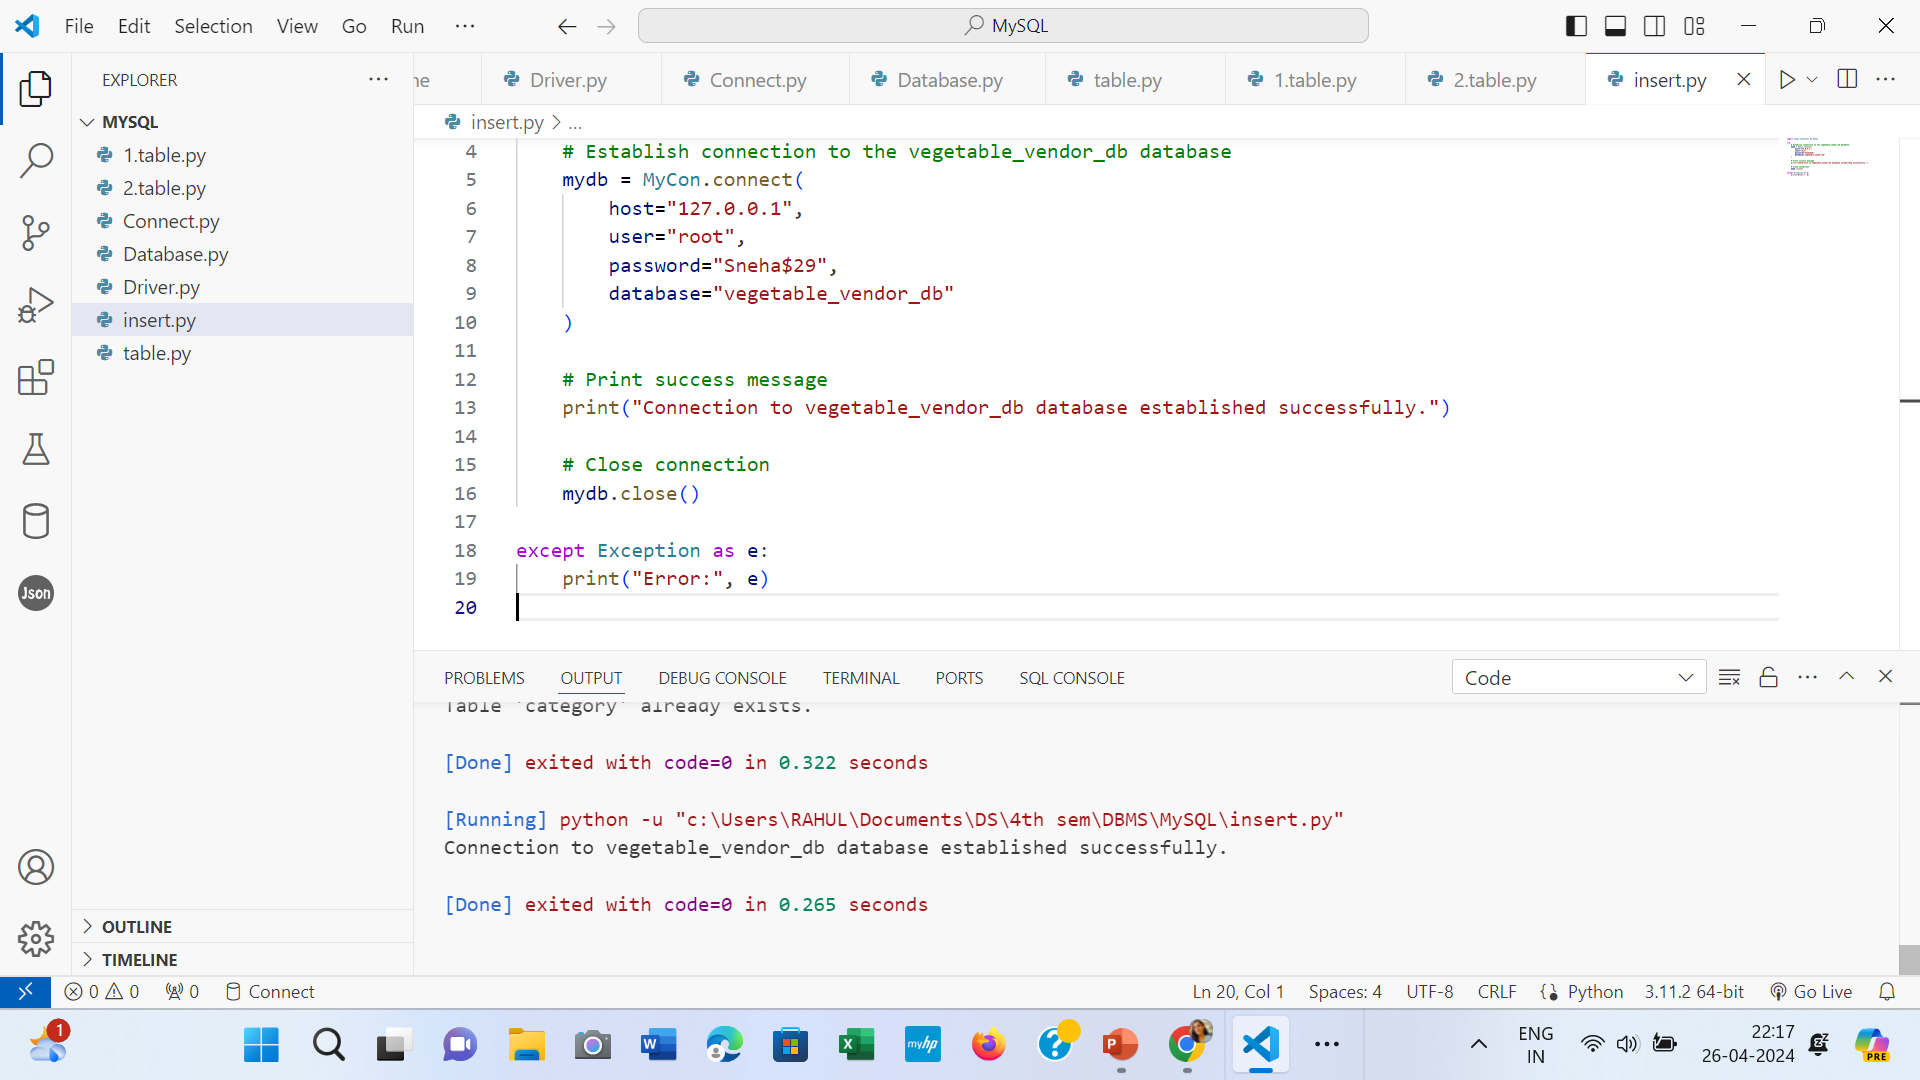 File Edit Selection View Go Run ···
MySQL
EXPLORER ···
MYSQL
1.table.py
2.table.py
Connect.py
Database.py
Driver.py
insert.py
table.py
OUTLINE
TIMELINE
Driver.py Connect.py Database.py table.py 1.table.py 2.table.py insert.py
insert.py > ...
4 # Establish connection to the vegetable_vendor_db database
5 mydb = MyCon.connect(
6 host="127.0.0.1",
7 user="root",
8 password="Sneha$29",
9 database="vegetable_vendor_db"
10 )
11
12 # Print success message
13 print("Connection to vegetable_vendor_db database established successfully.")
14
15 # Close connection
16 mydb.close()
17
18 except Exception as e:
19 print("Error:", e)
20
PROBLEMS OUTPUT DEBUG CONSOLE TERMINAL PORTS SQL CONSOLE
Code
Table `category` already exists.
[Done] exited with code=0 in 0.322 seconds
[Running] python -u "c:\Users\RAHUL\Documents\DS\4th sem\DBMS\MySQL\insert.py"
Connection to vegetable_vendor_db database established successfully.
[Done] exited with code=0 in 0.265 seconds
Json
0 0 0 Connect
Ln 20, Col 1 Spaces: 4 UTF-8 CRLF Python 3.11.2 64-bit Go Live
1
W
X
myhp
?
P
ENG
IN
22:17
26-04-2024
PRE